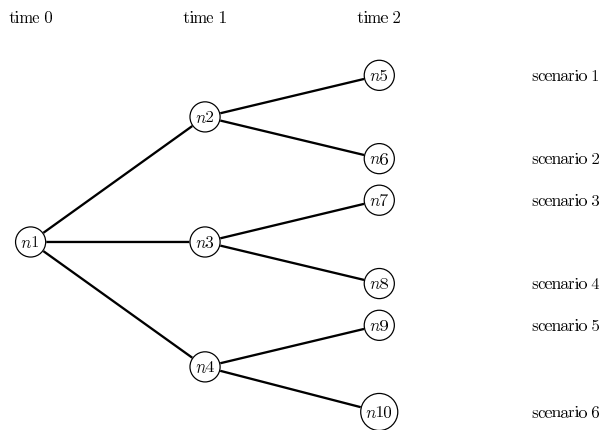 time 0 time 1 time 2
n5 scenario 1
n2
n6 scenario 2
n7 scenario 3
n1 n3
n8 scenario 4
n9 scenario 5
n4
n10 scenario 6